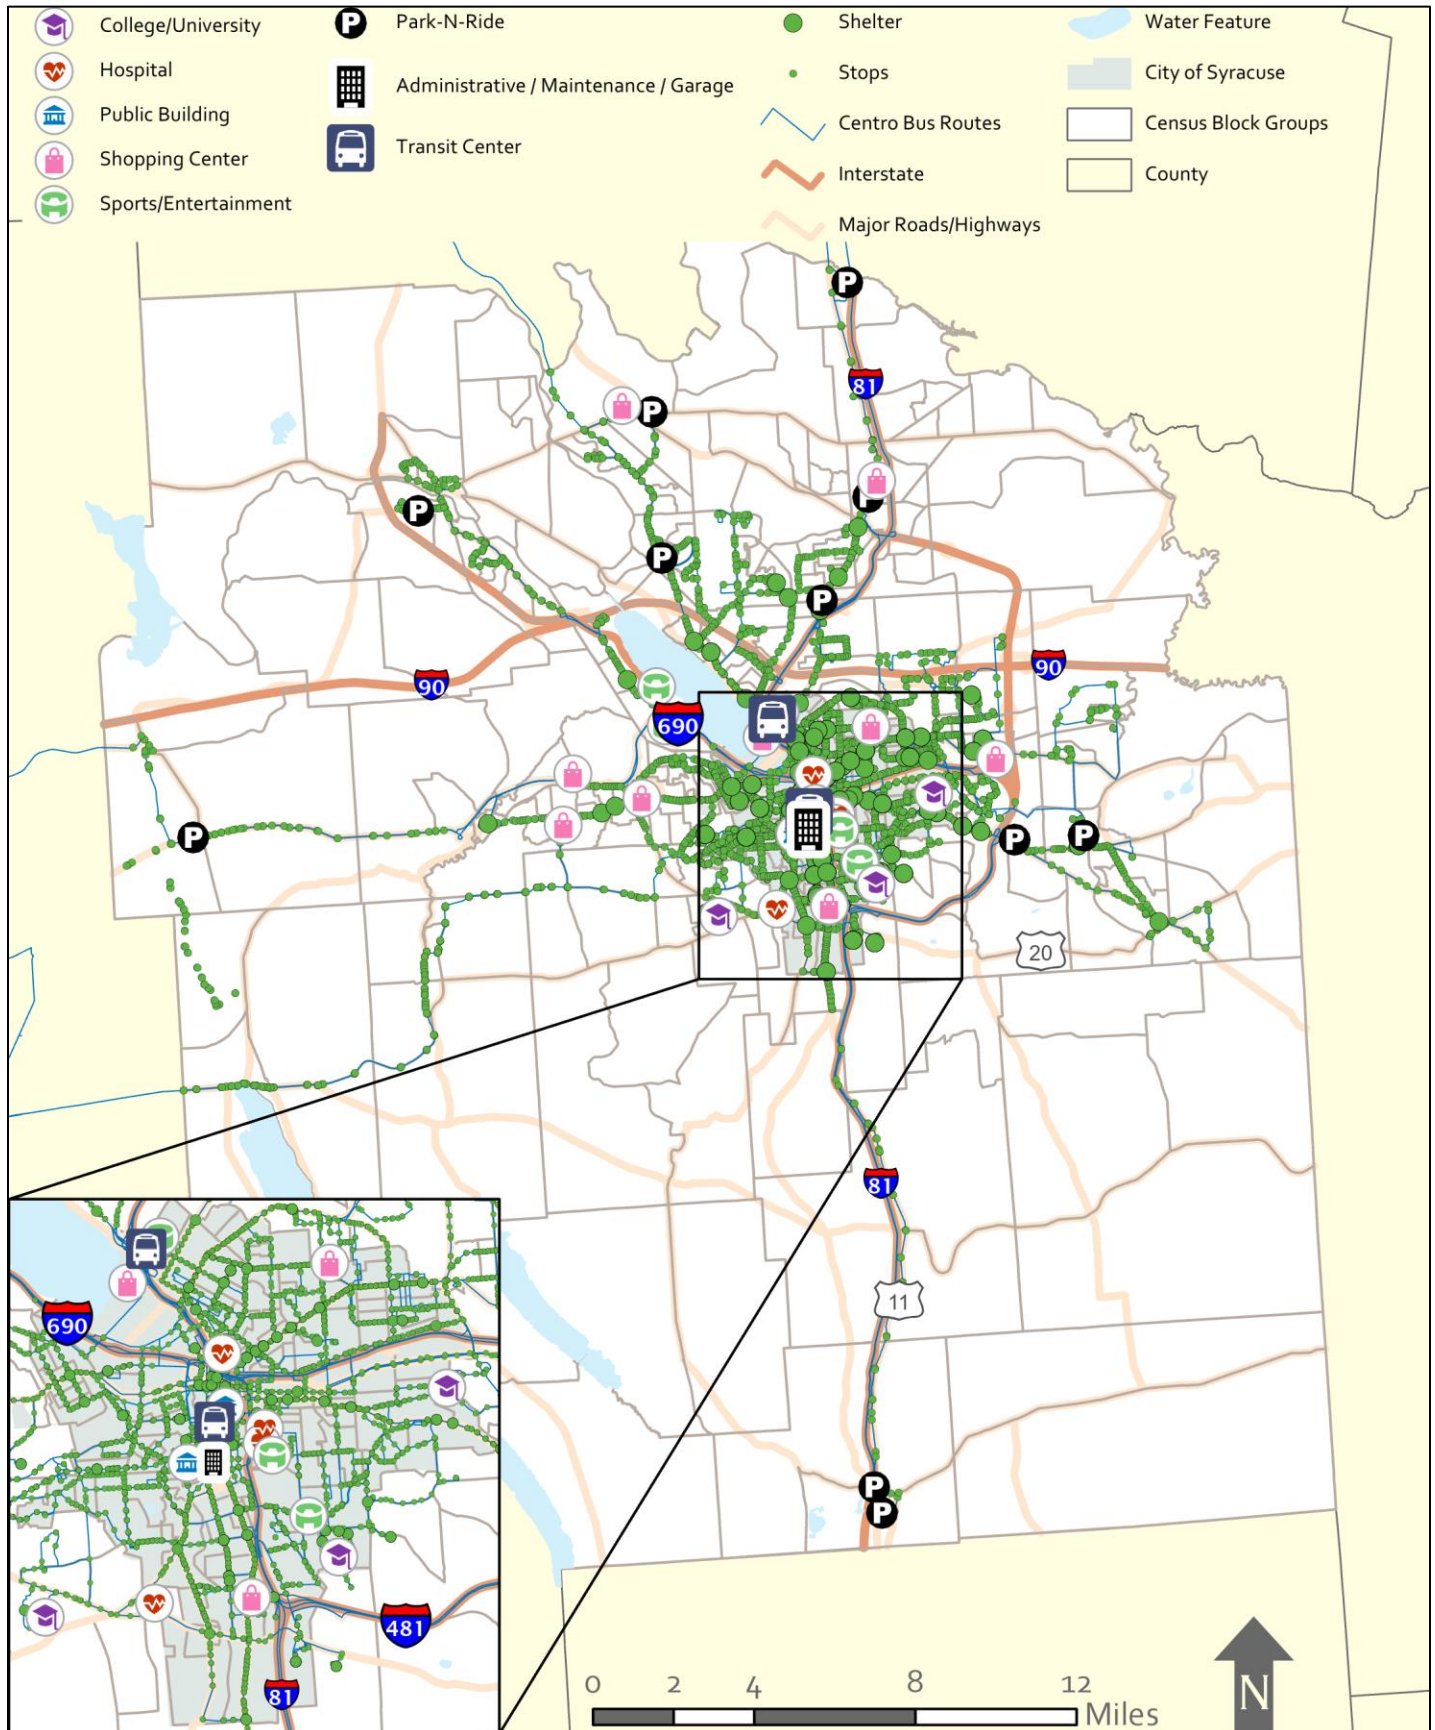 College/University
Hospital
Public Building
Shopping Center
Sports/Entertainment
P
Park-N-Ride
Administrative / Maintenance / Garage
Transit Center
Shelter
Stops
Centro Bus Routes
Interstate
Major Roads/Highways
Water Feature
City of Syracuse
Census Block Groups
County
P
81
P
P
P
P
P
90
90
690
P
P
P
20
81
11
P
P
690
481
81
0 2 4 8 12
Miles
N